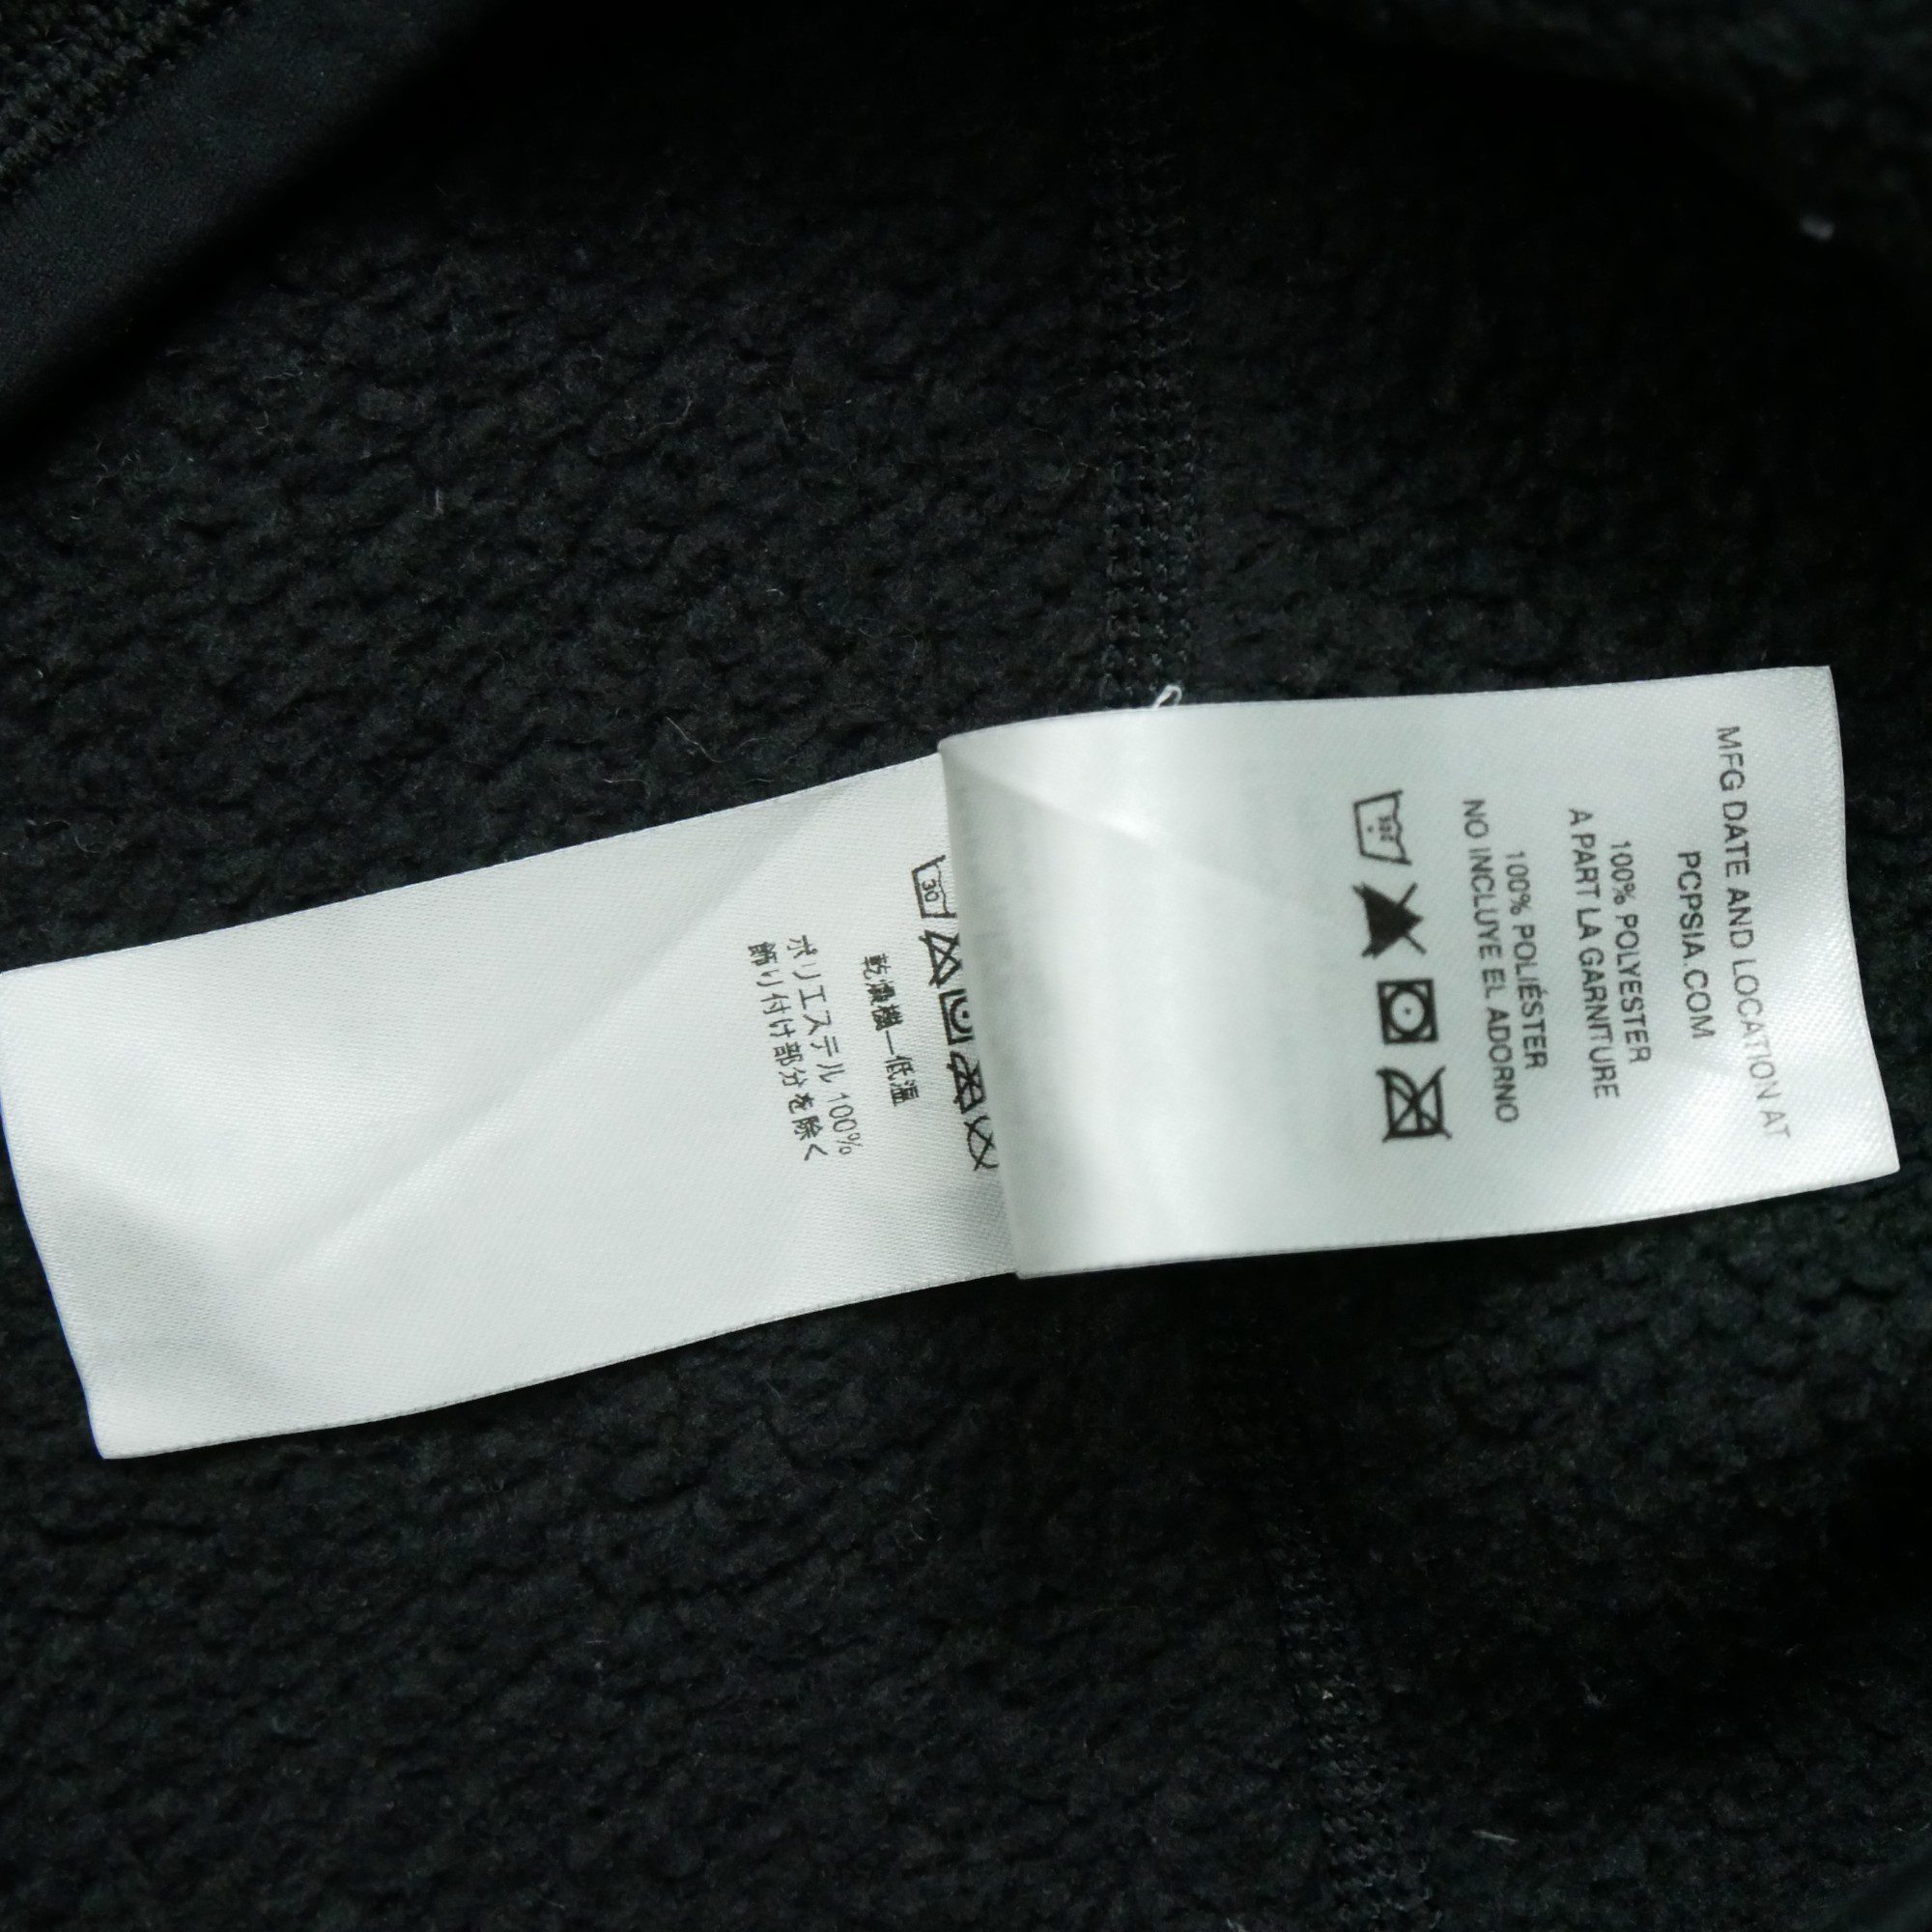 MFG DATE AND LOCATION AT
PCPSIA.COM
100% POLYESTER
A PART LA GARNITURE
100% POLIÉSTER
NO INCLUYE EL ADORNO
30
乾燥機―低温
ポリエステル 100%
飾り付け部分を除く